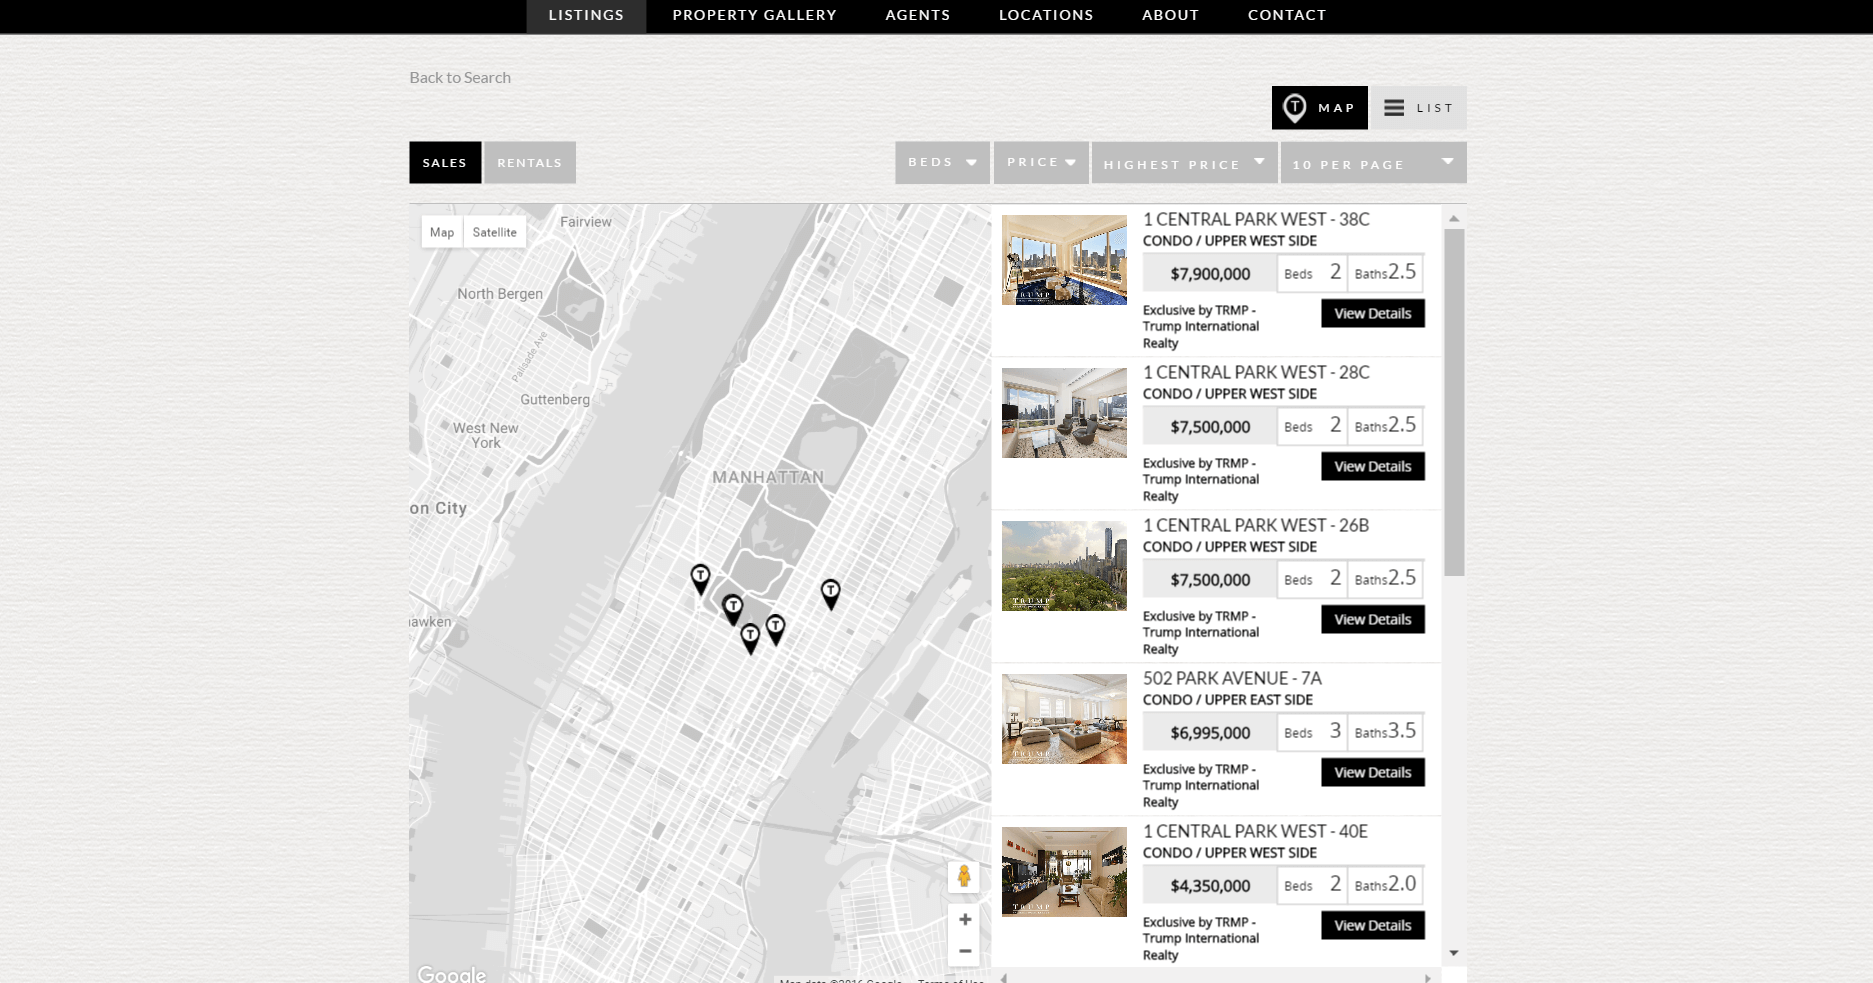 LISTINGS
PROPERTY GALLERY
AGENTS
LOCATIONS
ABOUT
CONTACT
Back to Search
T MAP
LIST
SALES
RENTALS
BEDS
PRICE
HIGHEST PRICE
10 PER PAGE
Map
Satellite
Fairview
North Bergen
Palisade Ave
Guttenberg
West New
York
MANHATTAN
on City
awken
T
T
T
T
T
Google
Map data ©2016 Google
Terms of Use
1 CENTRAL PARK WEST - 38C
CONDO / UPPER WEST SIDE
$7,900,000
Beds 2
Baths 2.5
TRUMP
Exclusive by TRMP -
Trump International
Realty
View Details
1 CENTRAL PARK WEST - 28C
CONDO / UPPER WEST SIDE
$7,500,000
Beds 2
Baths 2.5
Exclusive by TRMP -
Trump International
Realty
View Details
1 CENTRAL PARK WEST - 26B
CONDO / UPPER WEST SIDE
$7,500,000
Beds 2
Baths 2.5
TRUMP
Exclusive by TRMP -
Trump International
Realty
View Details
502 PARK AVENUE - 7A
CONDO / UPPER EAST SIDE
$6,995,000
Beds 3
Baths 3.5
TRUMP
Exclusive by TRMP -
Trump International
Realty
View Details
1 CENTRAL PARK WEST - 40E
CONDO / UPPER WEST SIDE
$4,350,000
Beds 2
Baths 2.0
TRUMP
Exclusive by TRMP -
Trump International
Realty
View Details